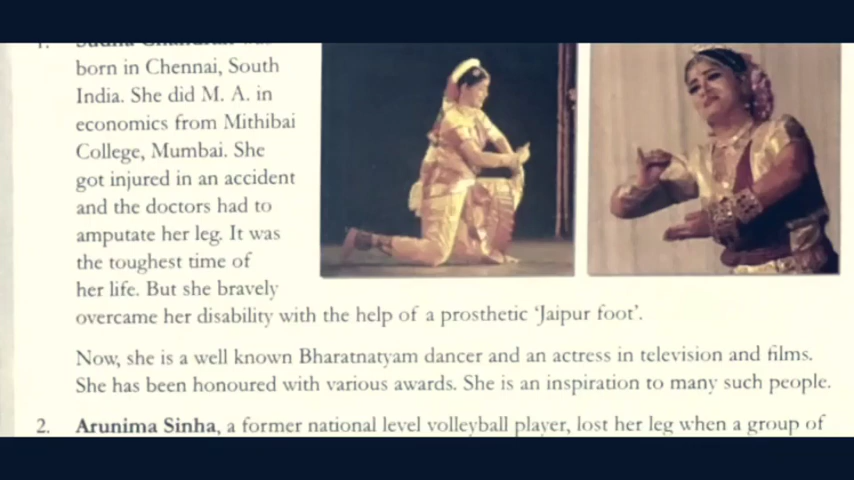 1. Sudha Chandran was
born in Chennai, South
India. She did M. A. in
economics from Mithibai
College, Mumbai. She
got injured in an accident
and the doctors had to
amputate her leg. It was
the toughest time of
her life. But she bravely
overcame her disability with the help of a prosthetic ‘Jaipur foot’.
Now, she is a well known Bharatnatyam dancer and an actress in television and films.
She has been honoured with various awards. She is an inspiration to many such people.
2. Arunima Sinha, a former national level volleyball player, lost her leg when a group of